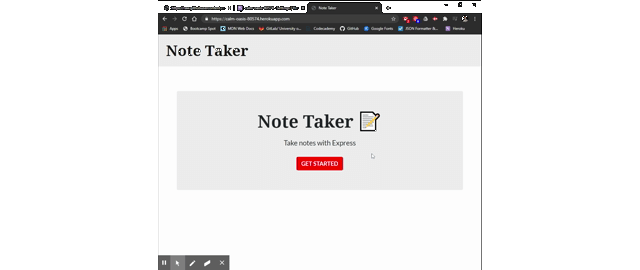 Note Taker
https://calm-oasis-80574.herokuapp.com
Apps Bootcamp Spot MDN Web Docs GitLab/ University o... Codecademy GitHub Google Fonts JSON Formatter & Heroku
Note Taker
Note Taker
Take notes with Express
GET STARTED